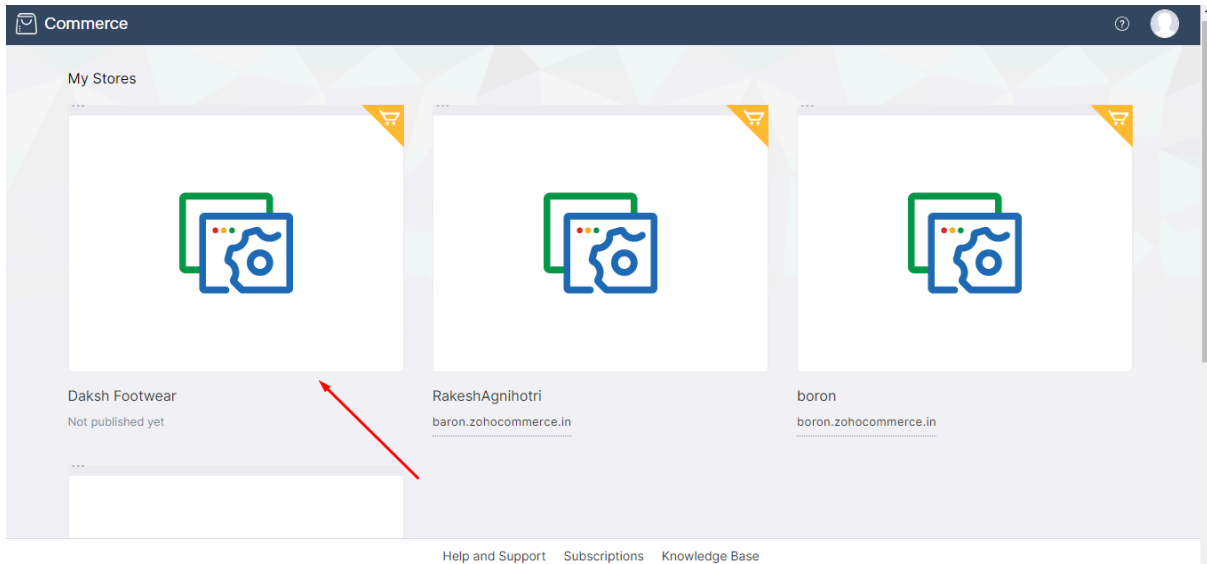 Commerce
My Stores
Daksh Footwear
Not published yet
RakeshAgnihotri
baron.zohocommerce.in
boron
boron.zohocommerce.in
Help and Support Subscriptions Knowledge Base